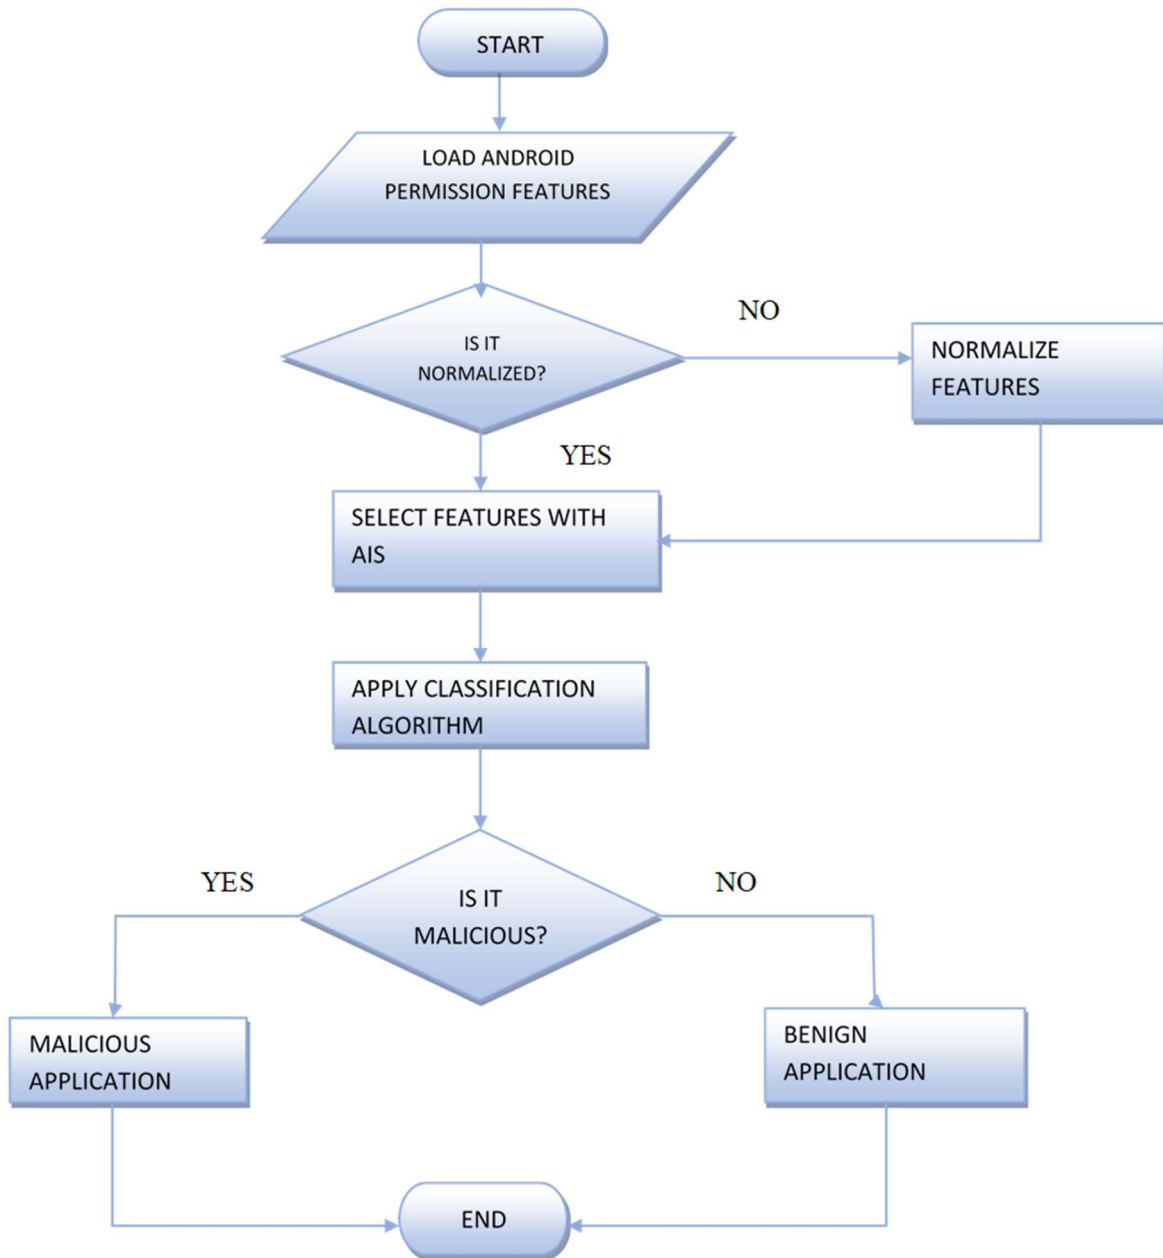 START
LOAD ANDROID
PERMISSION FEATURES
NO
IS IT
NORMALIZED?
NORMALIZE
FEATURES
YES
SELECT FEATURES WITH
AIS
APPLY CLASSIFICATION
ALGORITHM
YES
NO
IS IT
MALICIOUS?
MALICIOUS
APPLICATION
BENIGN
APPLICATION
END